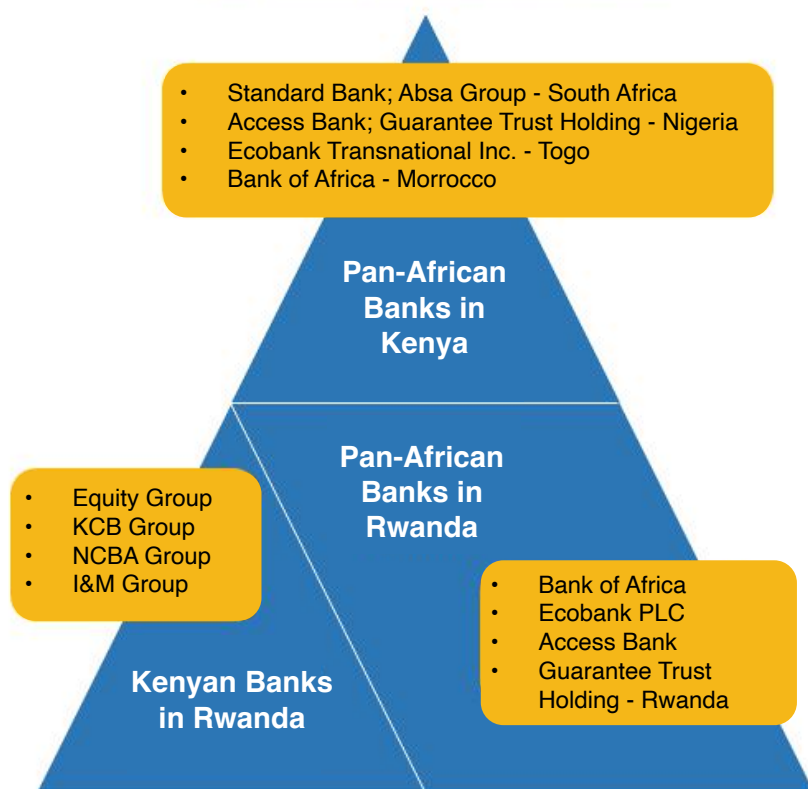 • Standard Bank; Absa Group - South Africa
• Access Bank; Guarantee Trust Holding - Nigeria
• Ecobank Transnational Inc. - Togo
• Bank of Africa - Morrocco
Pan-African
Banks in
Kenya
Pan-African
Banks in
Rwanda
• Equity Group
• KCB Group
• NCBA Group
• I&M Group
• Bank of Africa
• Ecobank PLC
• Access Bank
• Guarantee Trust
Holding - Rwanda
Kenyan Banks
in Rwanda